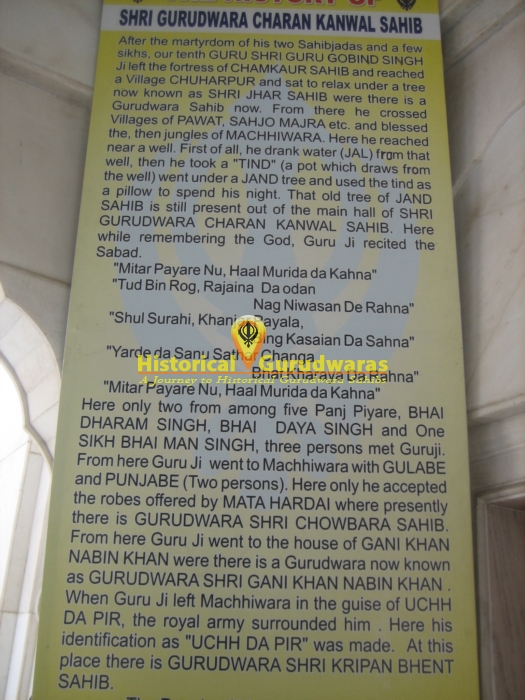 SHRI GURUDWARA CHARAN KANWAL SAHIB
After the martyrdom of his two Sahibjadas and a few
sikhs, our tenth GURU SHRI GURU GOBIND SINGH
Ji left the fortress of CHAMKAUR SAHIB and reached
a Village CHUHARPUR and sat to relax under a tree
now known as SHRI JHAR SAHIB were there is a
Gurudwara Sahib now. From there he crossed
Villages of PAWAT, SAHJO MAJRA etc. and blessed
the, then jungles of MACHHIWARA. Here he reached
near a well. First of all, he drank water (JAL) from that
well, then he took a "TIND" (a pot which draws from
the well) went under a JAND tree and used the tind as
a pillow to spend his night. That old tree of JAND
SAHIB is still present out of the main hall of SHRI
GURUDWARA CHARAN KANWAL SAHIB. Here
while remembering the God, Guru Ji recited the
Sabad.
"Mitar Payare Nu, Haal Murida da Kahna"
"Tud Bin Rog, Rajaina Da odan
Nag Niwasan De Rahna"
"Shul Surahi, Khanjar Payala,
Bing Kasaian Da Sahna"
"Yarde da Sanu Sathar Changa
Bhat Kharaya Da Rahna"
Historical Gurudwaras
A Journey to Historical Gurudwara Sahibs
"Mitar Payare Nu, Haal Murida da Kahna"
Here only two from among five Panj Piyare, BHAI
DHARAM SINGH, BHAI DAYA SINGH and One
SIKH BHAI MAN SINGH, three persons met Guruji.
From here Guru Ji went to Machhiwara with GULABE
and PUNJABE (Two persons). Here only he accepted
the robes offered by MATA HARDAI where presently
there is GURUDWARA SHRI CHOWBARA SAHIB.
From here Guru Ji went to the house of GANI KHAN
NABIN KHAN were there is a Gurudwara now known
as GURUDWARA SHRI GANI KHAN NABIN KHAN .
When Guru Ji left Machhiwara in the guise of UCHH
DA PIR, the royal army surrounded him . Here his
identification as "UCHH DA PIR" was made. At this
place there is GURUDWARA SHRI KRIPAN BHENT
SAHIB.